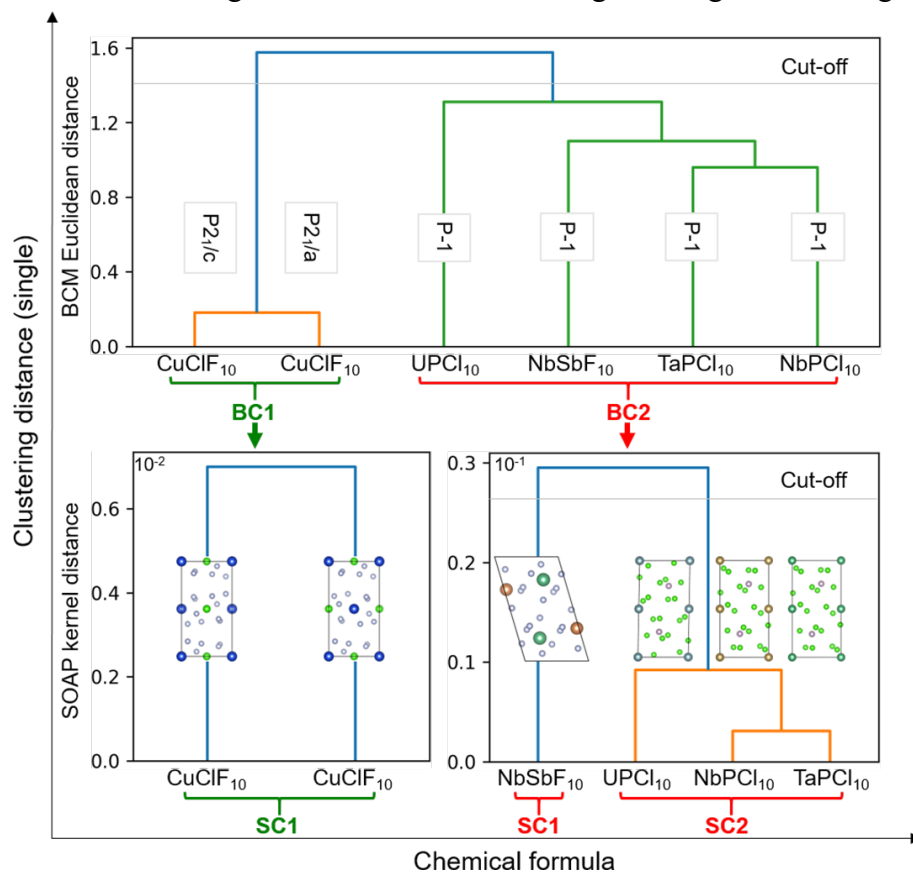 1.6
Cut-off
1.2
0.8
0.4
0.0
BCM Euclidean distance
P2₁/c
P2₁/a
P-1
P-1
P-1
P-1
CuClF₁₀ CuClF₁₀ UPCl₁₀ NbSbF₁₀ TaPCl₁₀ NbPCl₁₀
BC1
BC2
Clustering distance (single)
SOAP kernel distance
10⁻²
0.6
0.4
0.2
0.0
CuClF₁₀ CuClF₁₀
SC1
10⁻¹
0.3
Cut-off
0.2
0.1
0.0
NbSbF₁₀ UPCl₁₀ NbPCl₁₀ TaPCl₁₀
SC1
SC2
Chemical formula